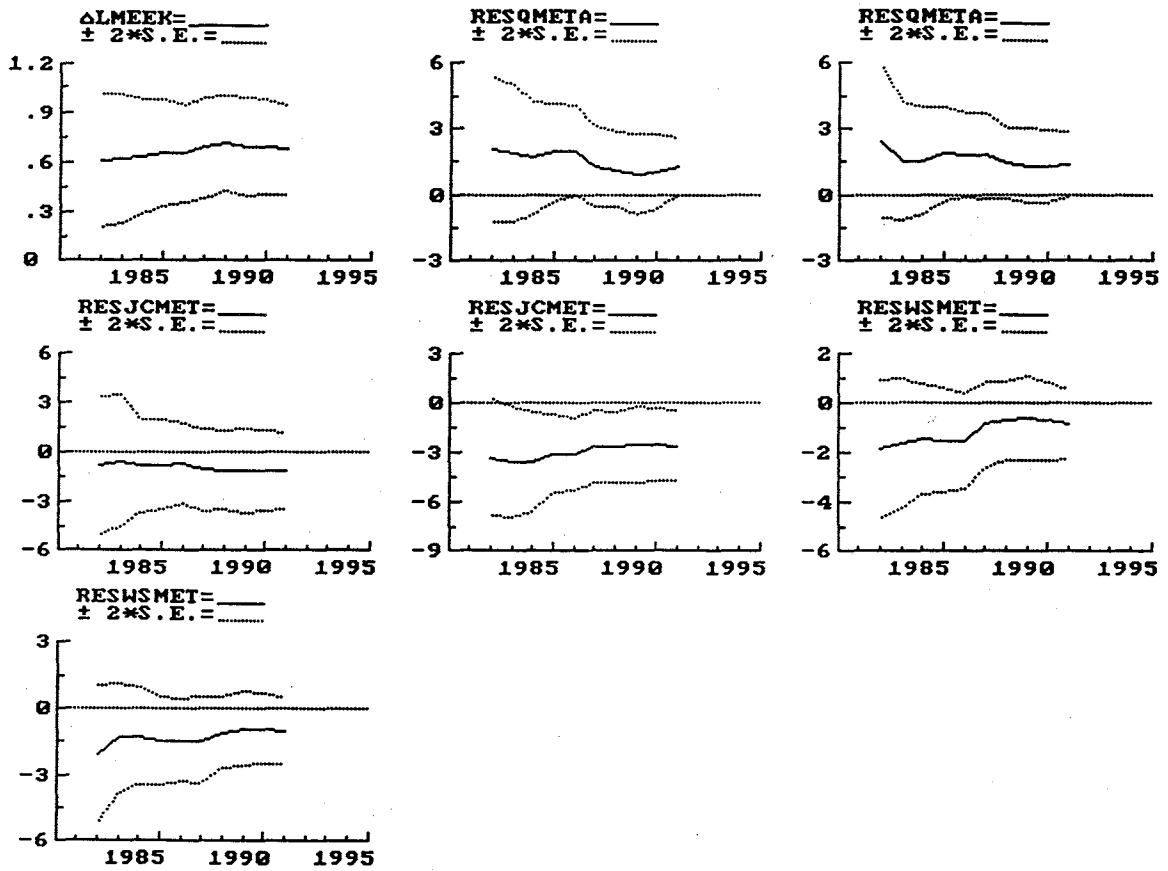 ΔLMEEK=
± 2*S.E.=
1.2
.9
.6
.3
0
1985 1990 1995
RESQMETA=
± 2*S.E.=
6
3
0
-3
1985 1990 1995
RESQMETA=
± 2*S.E.=
6
3
0
-3
1985 1990 1995
RESJCMET=
± 2*S.E.=
6
3
0
-3
-6
1985 1990 1995
RESJCMET=
± 2*S.E.=
3
0
-3
-6
-9
1985 1990 1995
RESWSMET=
± 2*S.E.=
2
0
-2
-4
-6
1985 1990 1995
RESWSMET=
± 2*S.E.=
3
0
-3
-6
1985 1990 1995